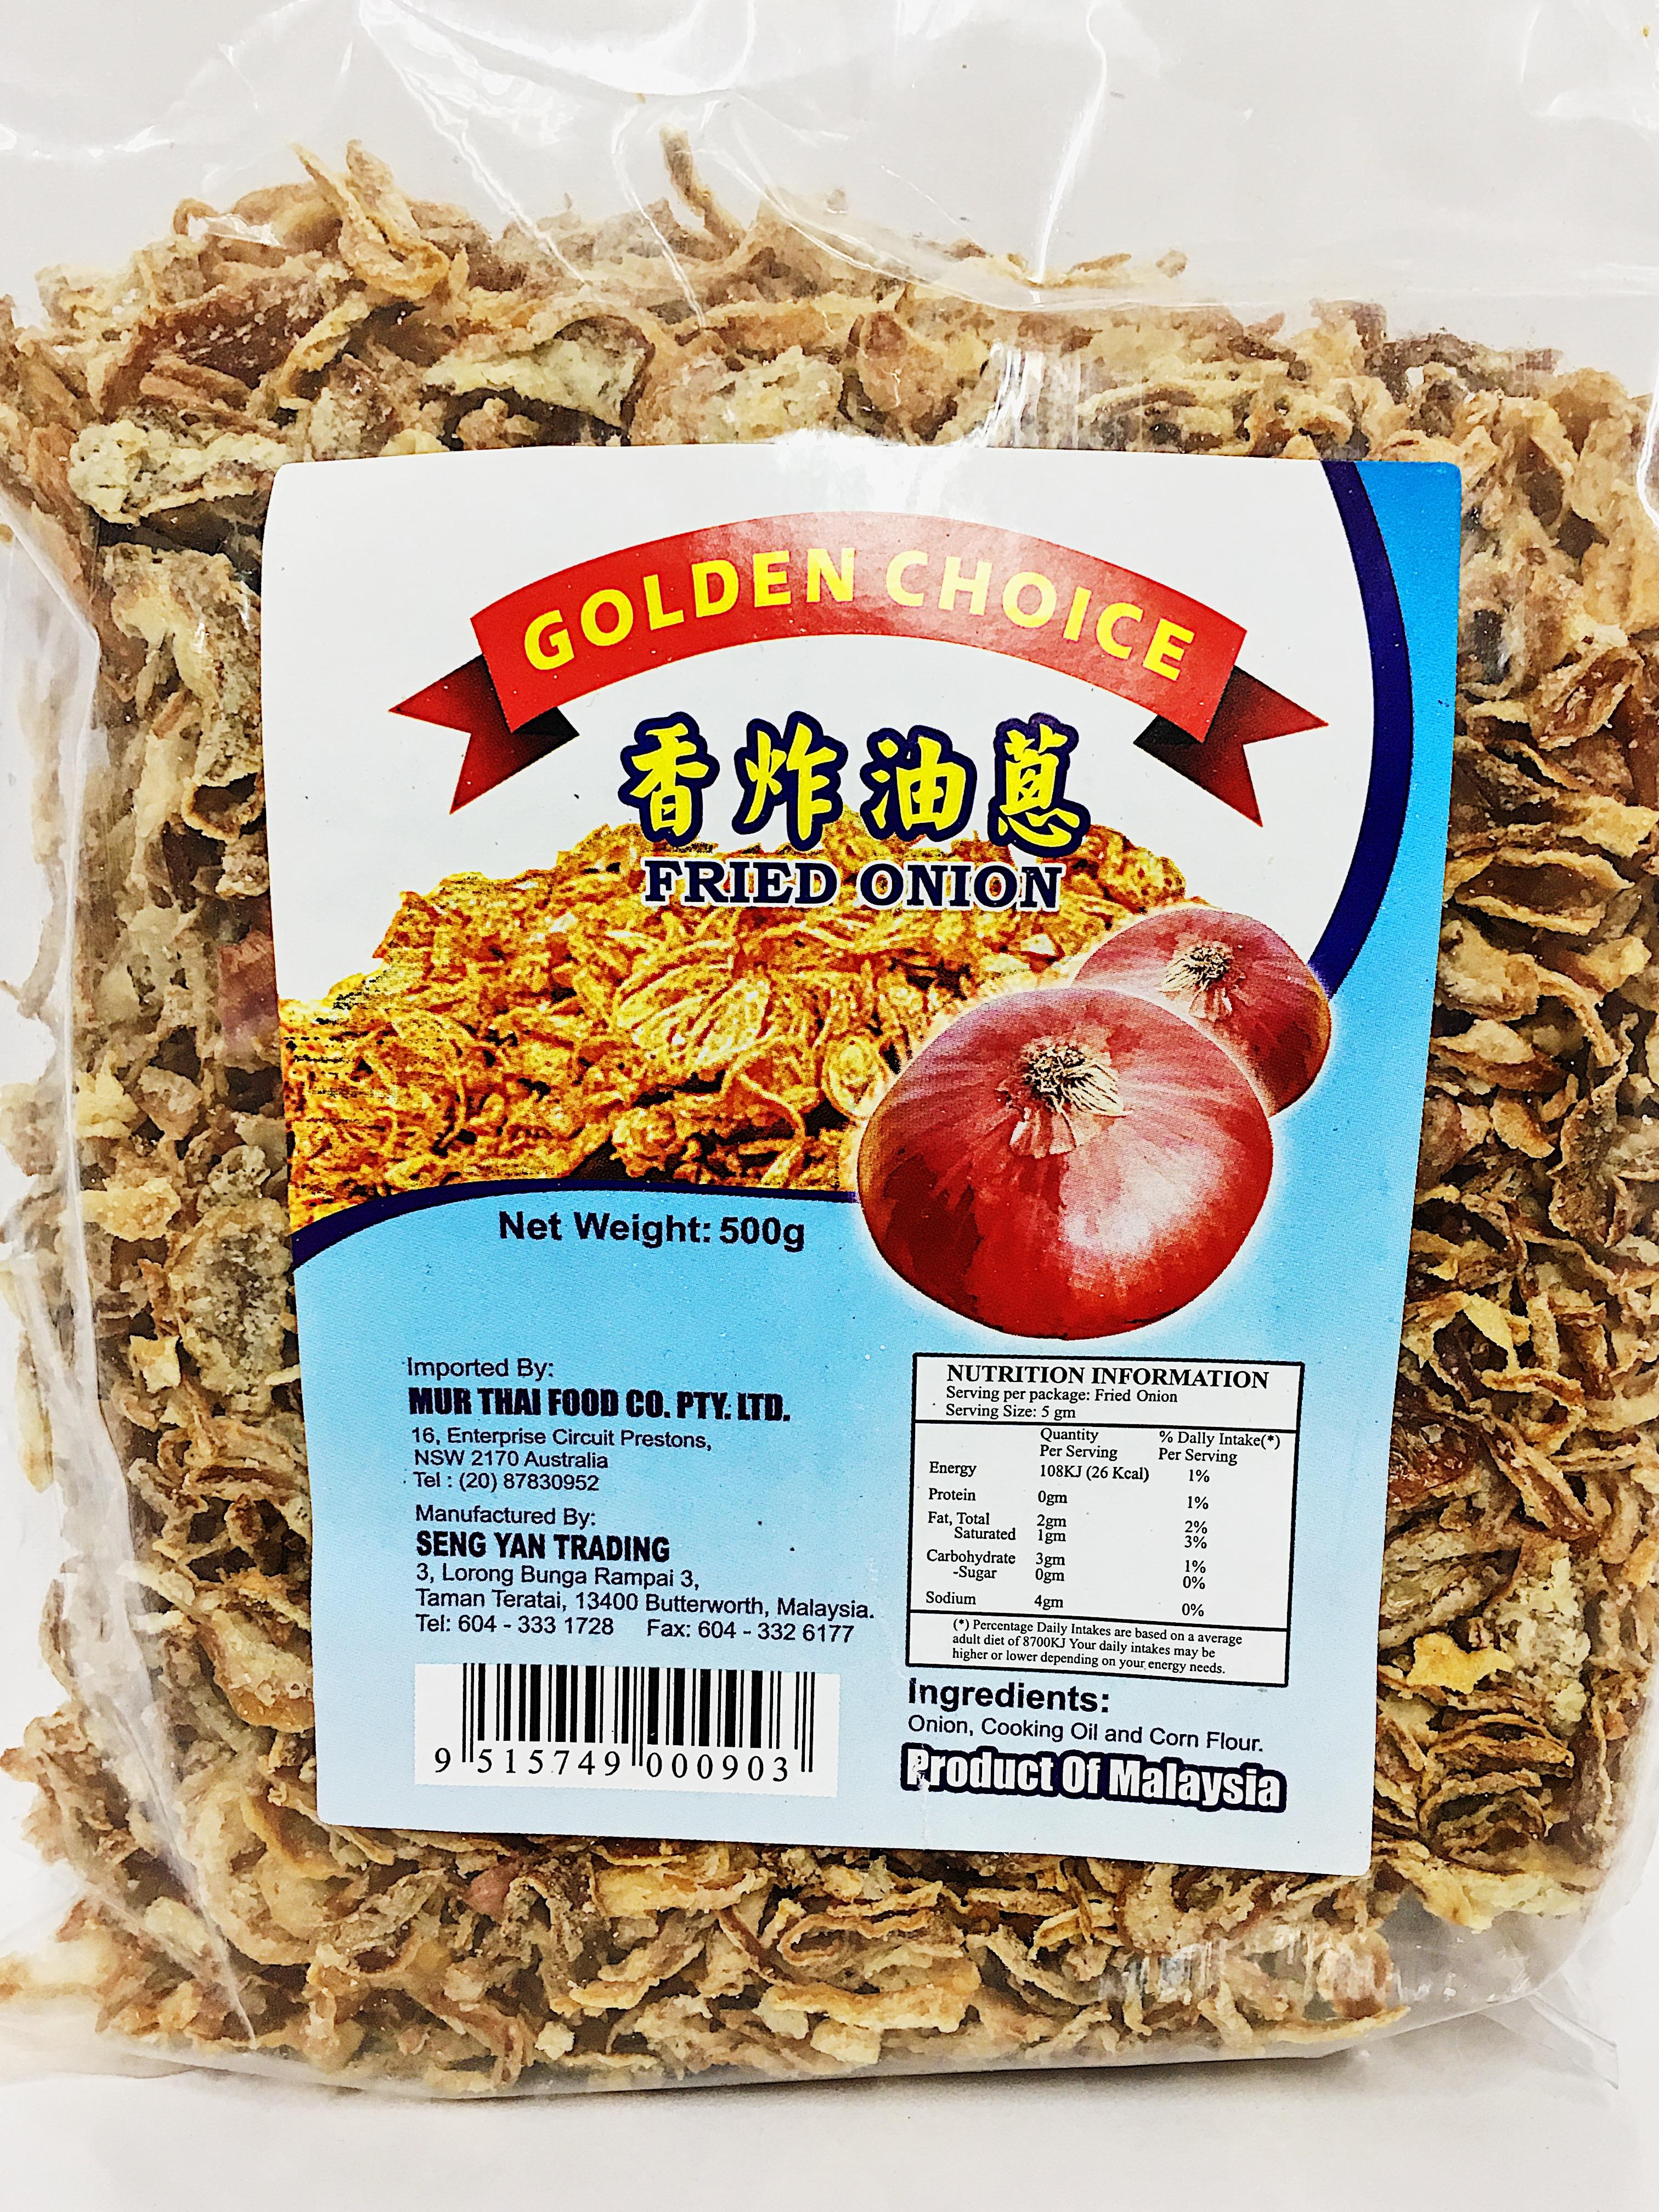 GOLDEN CHOICE
香炸油蔥
FRIED ONION
Net Weight: 500g
Imported By:
MUR THAI FOOD CO. PTY. LTD.
16, Enterprise Circuit Prestons,
NSW 2170 Australia
Tel : (20) 87830952
Manufactured By:
SENG YAN TRADING
3, Lorong Bunga Rampai 3,
Taman Teratai, 13400 Butterworth, Malaysia.
Tel: 604 - 333 1728 Fax: 604 - 332 6177
9 515749 000903
NUTRITION INFORMATION
Serving per package: Fried Onion
Serving Size: 5 gm
Quantity % Dally Intake(*)
Per Serving Per Serving
Energy 108KJ (26 Kcal) 1%
Protein 0gm 1%
Fat, Total 2gm 2%
Saturated 1gm 3%
Carbohydrate 3gm 1%
-Sugar 0gm 0%
Sodium 4gm 0%
(*) Percentage Daily Intakes are based on a average
adult diet of 8700KJ Your daily intakes may be
higher or lower depending on your energy needs.
Ingredients:
Onion, Cooking Oil and Corn Flour.
Product Of Malaysia